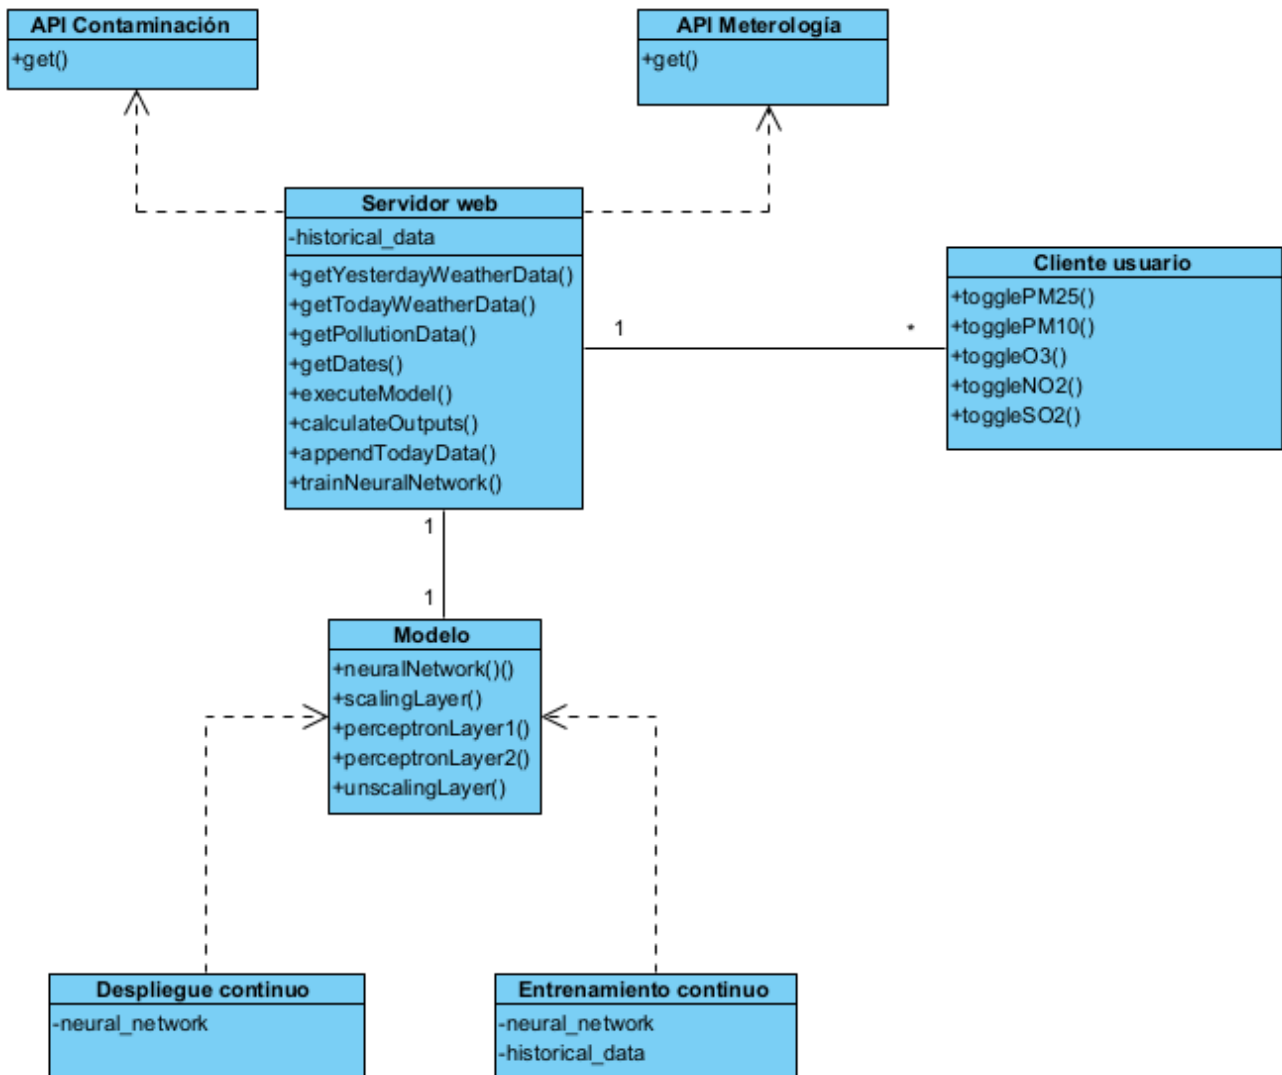 API Contaminación
+get()
API Meterología
+get()
Servidor web
-historical_data
+getYesterdayWeatherData()
+getTodayWeatherData()
+getPollutionData()
+getDates()
+executeModel()
+calculateOutputs()
+appendTodayData()
+trainNeuralNetwork()
1
*
Cliente usuario
+togglePM25()
+togglePM10()
+toggleO3()
+toggleNO2()
+toggleSO2()
1
1
Modelo
+neuralNetwork()()
+scalingLayer()
+perceptronLayer1()
+perceptronLayer2()
+unscalingLayer()
Despliegue continuo
-neural_network
Entrenamiento continuo
-neural_network
-historical_data